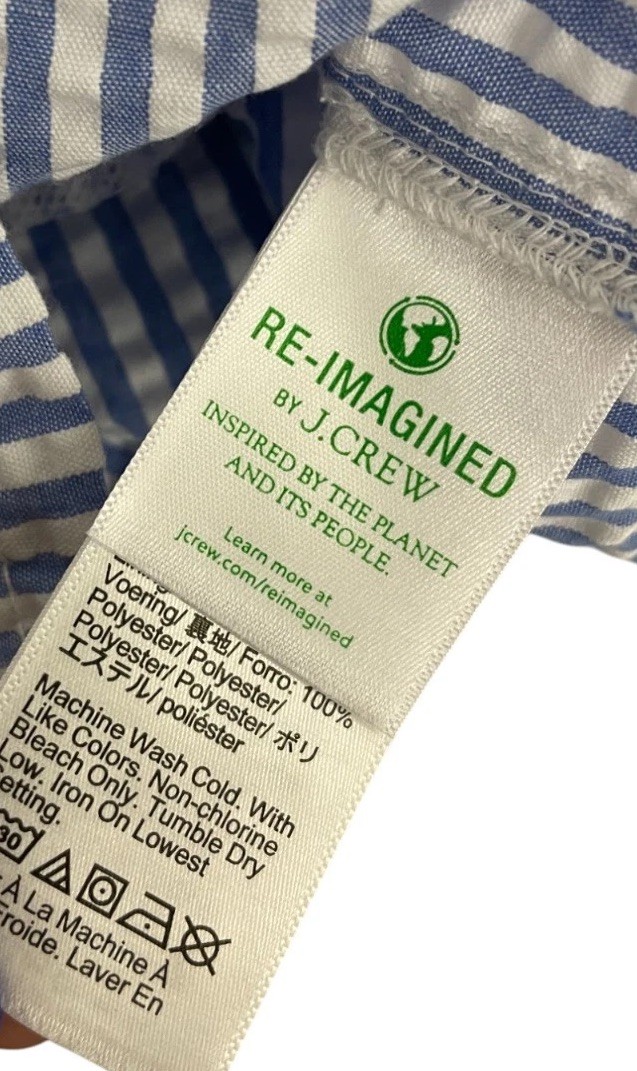 RE-IMAGINED
BY J.CREW
INSPIRED BY THE PLANET
AND ITS PEOPLE.
Learn more at
jcrew.com/reimagined
Voering/ 裏地/ Forro: 100%
Polyester/ Polyester/
Polyester/ Polyester/ ポリ
エステル/ poliéster
Machine Wash Cold. With
Like Colors. Non-chlorine
Bleach Only. Tumble Dry
Low. Iron On Lowest
etting.
30
À La Machine À
roide. Laver En